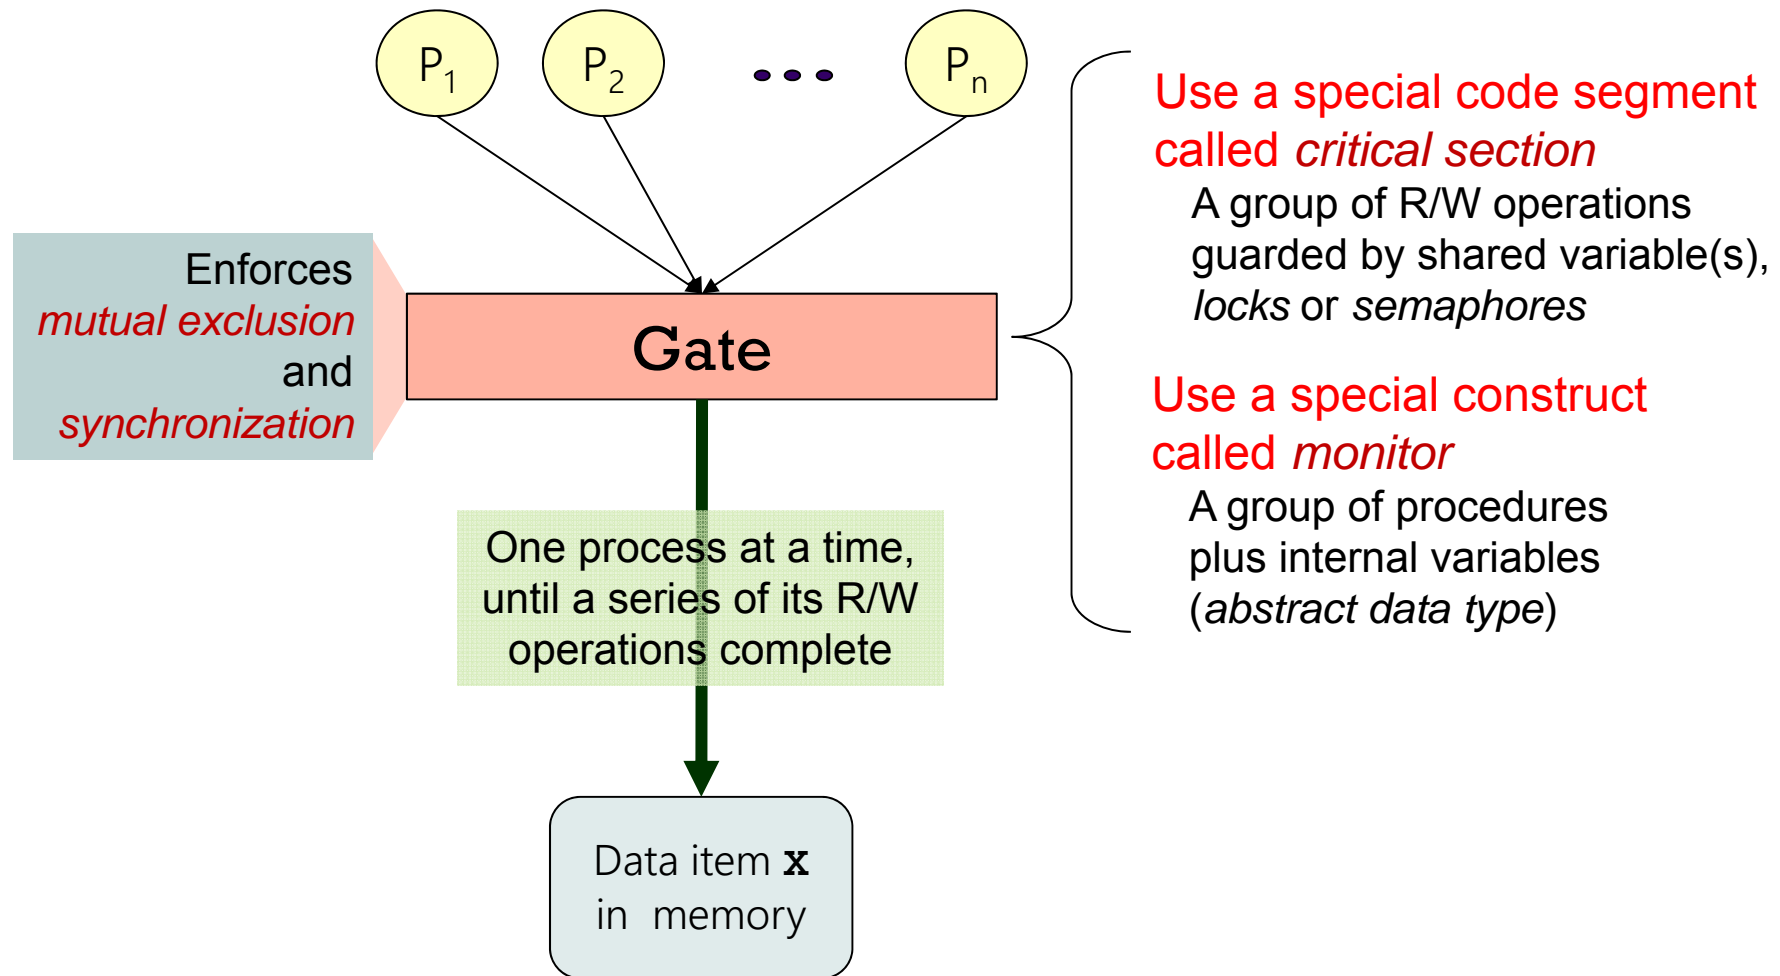 P1
P2
Pn
Use a special code segment
called critical section
A group of R/W operations
guarded by shared variable(s),
locks or semaphores
Enforces
mutual exclusion
and
synchronization
Gate
Use a special construct
called monitor
A group of procedures
plus internal variables
(abstract data type)
One process at a time,
until a series of its R/W
operations complete
Data item x
in memory